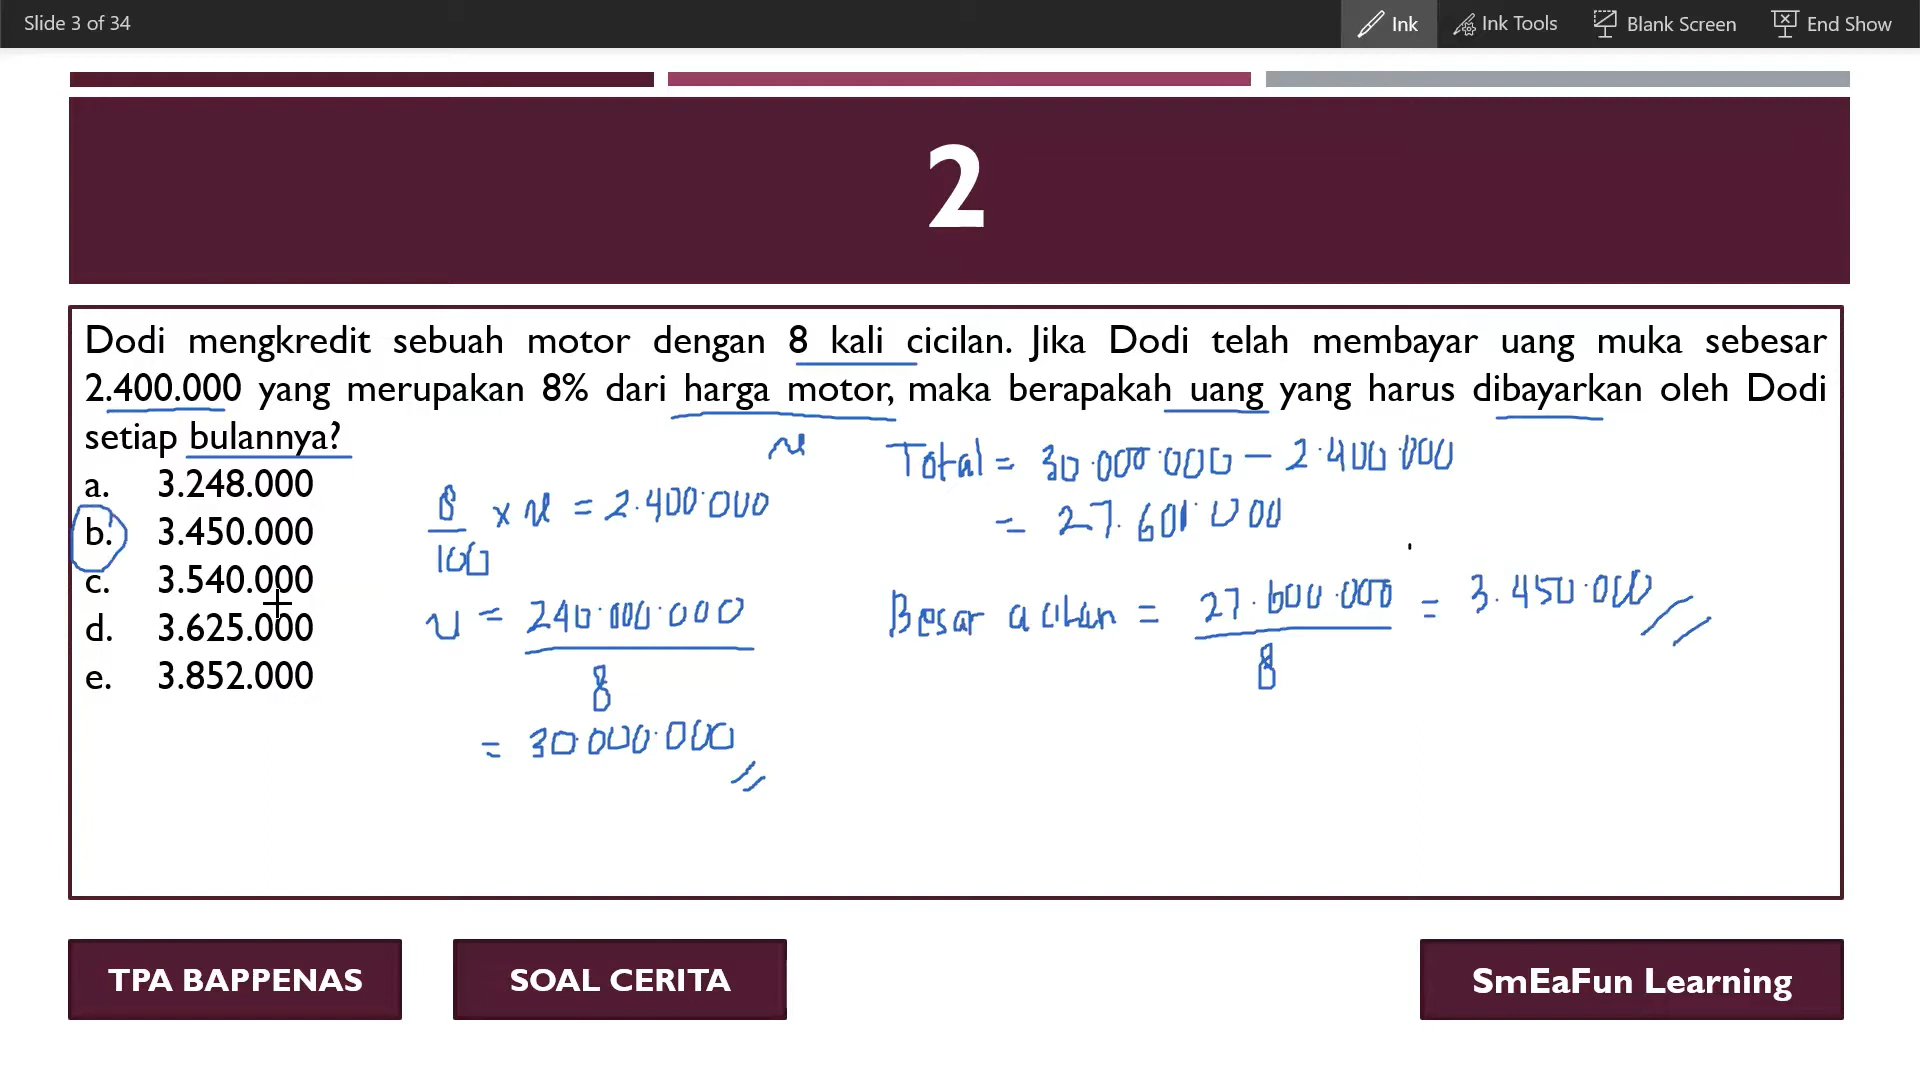 Slide 3 of 34
Ink
Ink Tools
Blank Screen
End Show
2
Dodi mengkredit sebuah motor dengan 8 kali cicilan. Jika Dodi telah membayar uang muka sebesar
2.400.000 yang merupakan 8% dari harga motor, maka berapakah uang yang harus dibayarkan oleh Dodi
setiap bulannya?
a. 3.248.000
b. 3.450.000
c. 3.540.000
d. 3.625.000
e. 3.852.000
x
8/100 × x = 2.400.000
x = 240.000.000/8
= 30.000.000
Total = 30.000.000 - 2.400.000
= 27.600.000
Besar cicilan = 27.600.000/8 = 3.450.000
TPA BAPPENAS
SOAL CERITA
SmEaFun Learning